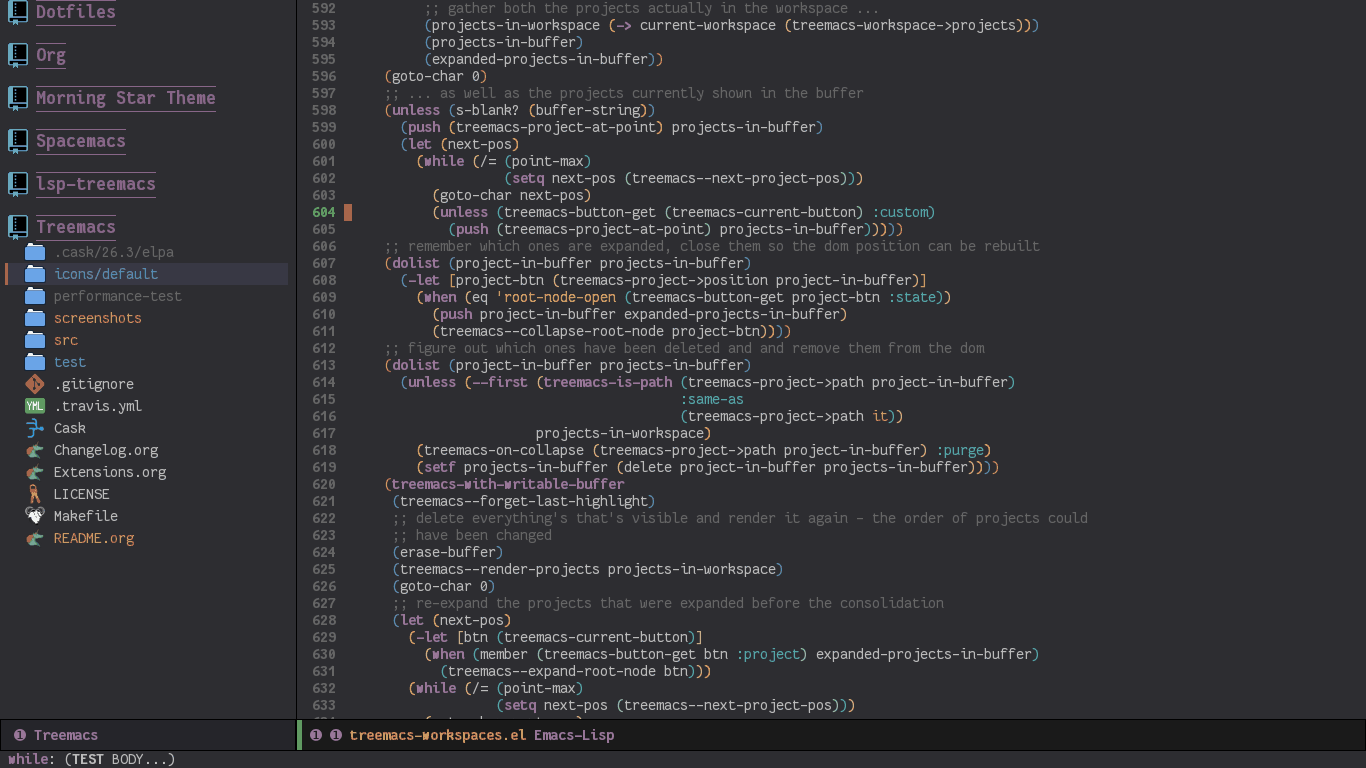 Dotfiles
Org
Morning Star Theme
Spacemacs
lsp-treemacs
Treemacs
.cask/26.3/elpa
icons/default
performance-test
screenshots
src
test
.gitignore
YML .travis.yml
Cask
Changelog.org
Extensions.org
LICENSE
Makefile
README.org
592 ;; gather both the projects actually in the workspace ...
593 (projects-in-workspace (-> current-workspace (treemacs-workspace->projects)))
594 (projects-in-buffer)
595 (expanded-projects-in-buffer))
596 (goto-char 0)
597 ;; ... as well as the projects currently shown in the buffer
598 (unless (s-blank? (buffer-string))
599 (push (treemacs-project-at-point) projects-in-buffer)
600 (let (next-pos)
601 (while (/= (point-max)
602 (setq next-pos (treemacs--next-project-pos)))
603 (goto-char next-pos)
604 (unless (treemacs-button-get (treemacs-current-button) :custom)
605 (push (treemacs-project-at-point) projects-in-buffer)))))
606 ;; remember which ones are expanded, close them so the dom position can be rebuilt
607 (dolist (project-in-buffer projects-in-buffer)
608 (-let [project-btn (treemacs-project->position project-in-buffer)]
609 (when (eq 'root-node-open (treemacs-button-get project-btn :state))
610 (push project-in-buffer expanded-projects-in-buffer)
611 (treemacs--collapse-root-node project-btn))))
612 ;; figure out which ones have been deleted and and remove them from the dom
613 (dolist (project-in-buffer projects-in-buffer)
614 (unless (--first (treemacs-is-path (treemacs-project->path project-in-buffer)
615 :same-as
616 (treemacs-project->path it))
617 projects-in-workspace)
618 (treemacs-on-collapse (treemacs-project->path project-in-buffer) :purge)
619 (setf projects-in-buffer (delete project-in-buffer projects-in-buffer))))
620 (treemacs-with-writable-buffer
621 (treemacs--forget-last-highlight)
622 ;; delete everything's that's visible and render it again - the order of projects could
623 ;; have been changed
624 (erase-buffer)
625 (treemacs--render-projects projects-in-workspace)
626 (goto-char 0)
627 ;; re-expand the projects that were expanded before the consolidation
628 (let (next-pos)
629 (-let [btn (treemacs-current-button)]
630 (when (member (treemacs-button-get btn :project) expanded-projects-in-buffer)
631 (treemacs--expand-root-node btn)))
632 (while (/= (point-max)
633 (setq next-pos (treemacs--next-project-pos)))
❶ Treemacs
❶ ❶ treemacs-workspaces.el Emacs-Lisp
while: (TEST BODY...)